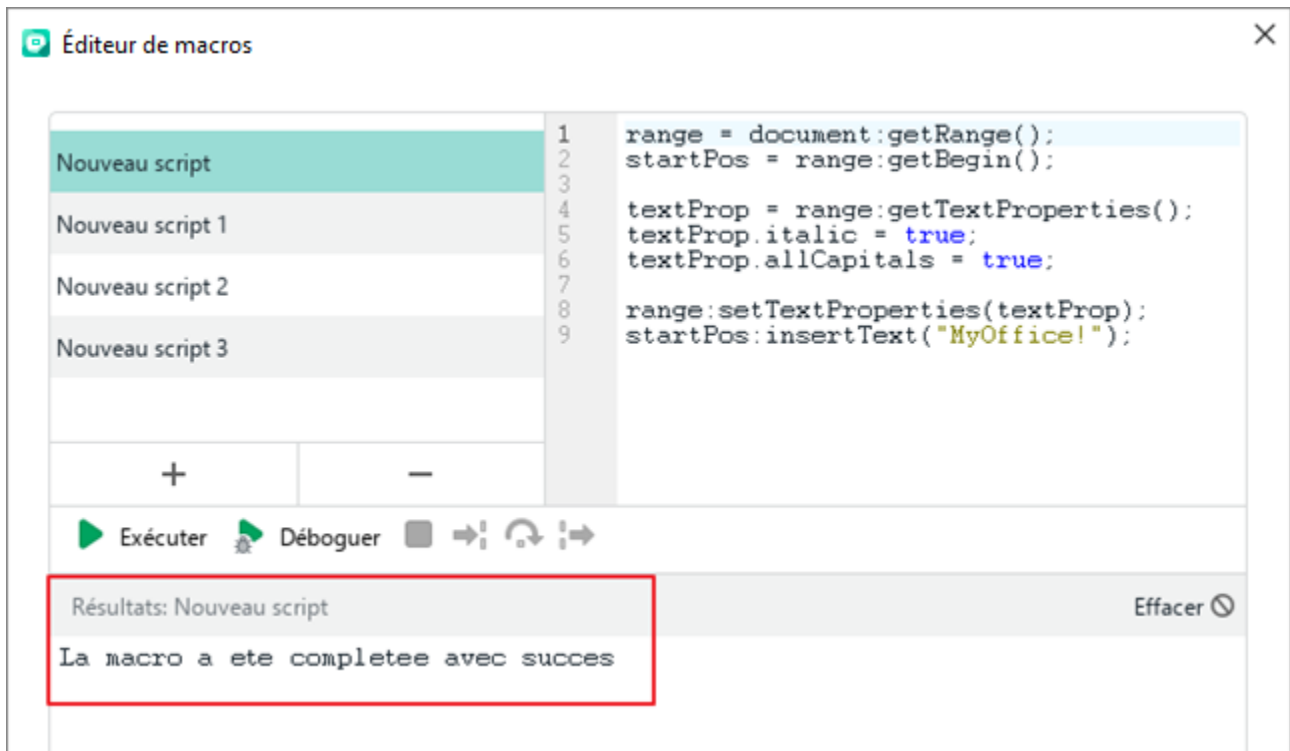 Éditeur de macros
Nouveau script
Nouveau script 1
Nouveau script 2
Nouveau script 3
+ −
1 range = document:getRange();
2 startPos = range:getBegin();
3
4 textProp = range:getTextProperties();
5 textProp.italic = true;
6 textProp.allCapitals = true;
7
8 range:setTextProperties(textProp);
9 startPos:insertText("MyOffice!");
Exécuter Déboguer
Résultats: Nouveau script Effacer
La macro a ete completee avec succes